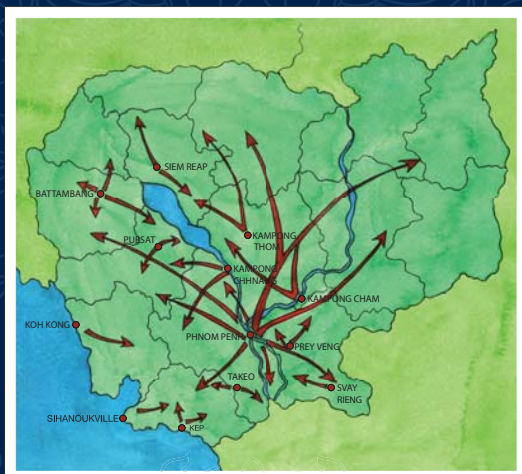 SIEM REAP
BATTAMBANG
PURSAT
KAMPONG
THOM
KAMPONG
CHHNANG
KAMPONG CHAM
KOH KONG
PHNOM PENH
PREY VENG
TAKEO
SVAY
RIENG
SIHANOUKVILLE
KEP